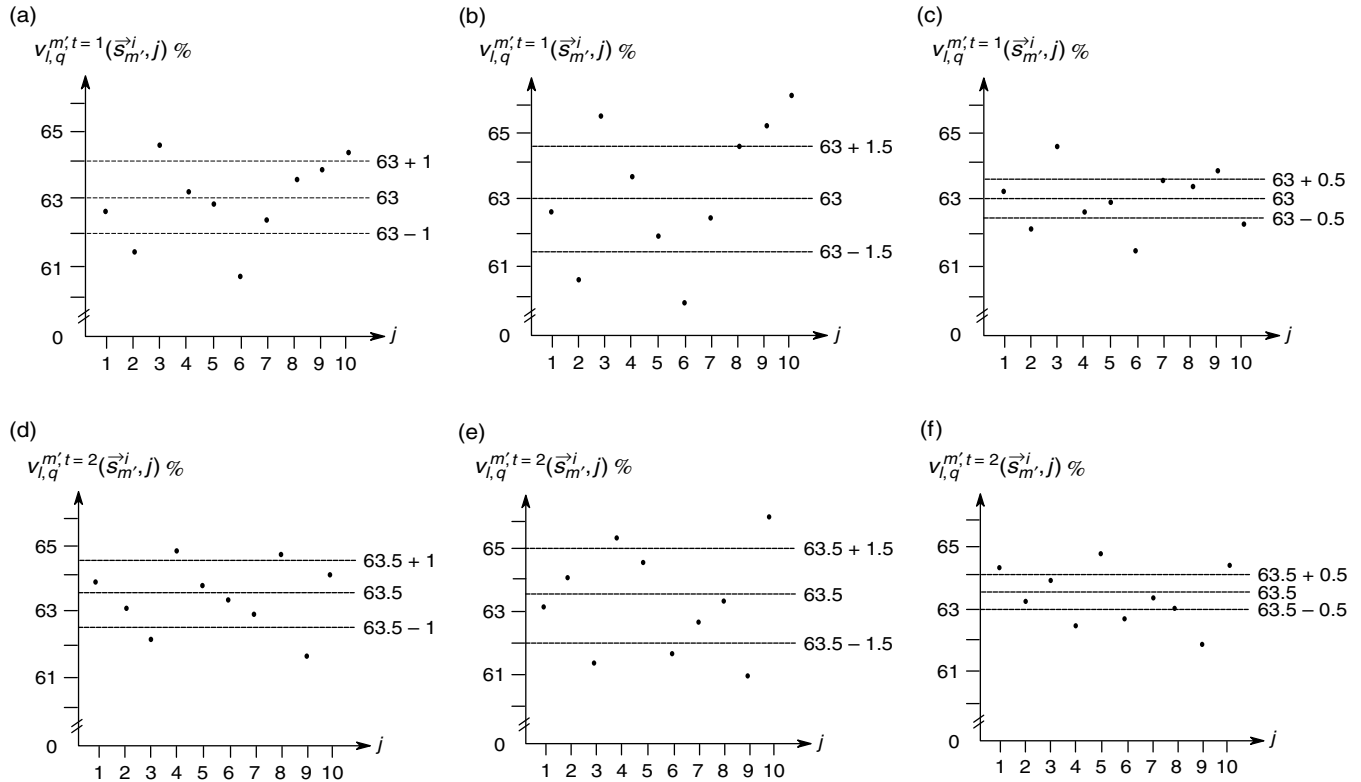 (a)
v_{l,q}^{m′,t = 1}(\vec{s}_{m′}^{i}, j) %
65
63
61
0
63 + 1
63
63 – 1
1 2 3 4 5 6 7 8 9 10
j
(b)
v_{l,q}^{m′,t = 1}(\vec{s}_{m′}^{i}, j) %
65
63
61
0
63 + 1.5
63
63 – 1.5
1 2 3 4 5 6 7 8 9 10
j
(c)
v_{l,q}^{m′,t = 1}(\vec{s}_{m′}^{i}, j) %
65
63
61
0
63 + 0.5
63
63 – 0.5
1 2 3 4 5 6 7 8 9 10
j
(d)
v_{l,q}^{m′,t = 2}(\vec{s}_{m′}^{i}, j) %
65
63
61
0
63.5 + 1
63.5
63.5 – 1
1 2 3 4 5 6 7 8 9 10
j
(e)
v_{l,q}^{m′,t = 2}(\vec{s}_{m′}^{i}, j) %
65
63
61
0
63.5 + 1.5
63.5
63.5 – 1.5
1 2 3 4 5 6 7 8 9 10
j
(f)
v_{l,q}^{m′,t = 2}(\vec{s}_{m′}^{i}, j) %
65
63
61
0
63.5 + 0.5
63.5
63.5 – 0.5
1 2 3 4 5 6 7 8 9 10
j